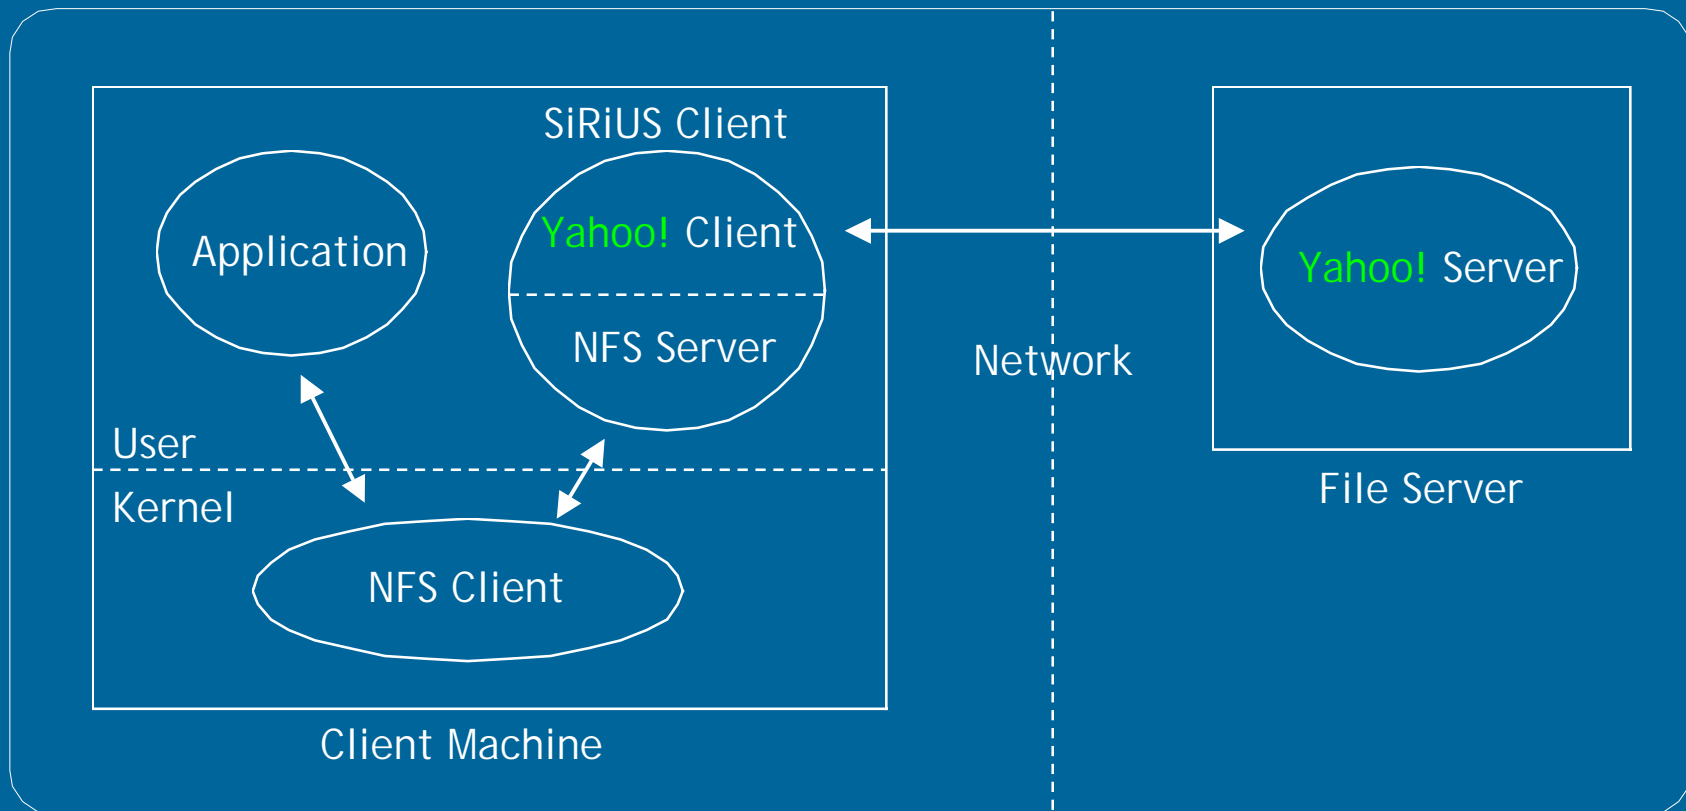 SiRiUS Client
Application
Yahoo! Client
NFS Server
User
Kernel
NFS Client
Client Machine
Network
Yahoo! Server
File Server